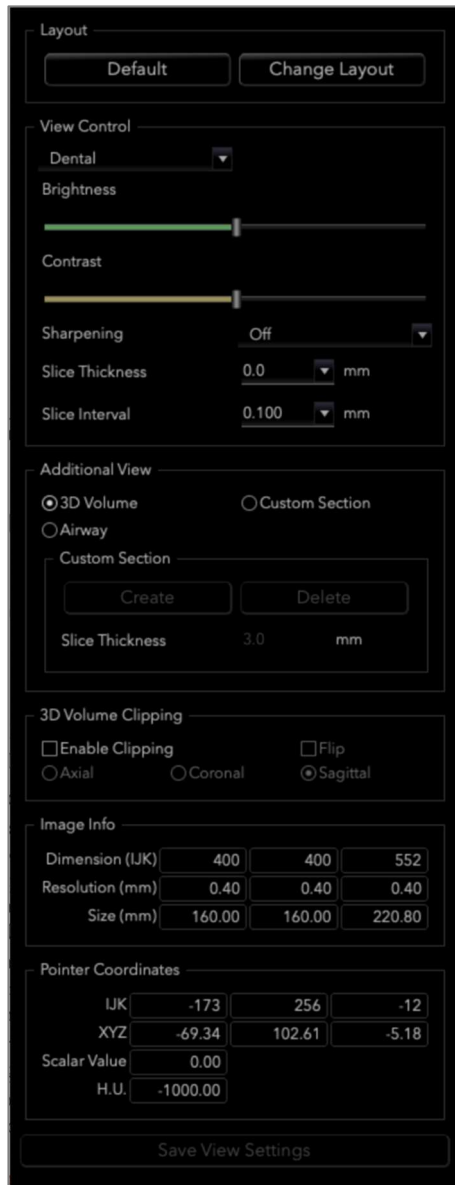 Layout
Default Change Layout
View Control
Dental
Brightness
Contrast
Sharpening Off
Slice Thickness 0.0 mm
Slice Interval 0.100 mm
Additional View
3D Volume Custom Section
Airway
Custom Section
Create Delete
Slice Thickness 3.0 mm
3D Volume Clipping
Enable Clipping Flip
Axial Coronal Sagittal
Image Info
Dimension (IJK) 400 400 552
Resolution (mm) 0.40 0.40 0.40
Size (mm) 160.00 160.00 220.80
Pointer Coordinates
IJK -173 256 -12
XYZ -69.34 102.61 -5.18
Scalar Value 0.00
H.U. -1000.00
Save View Settings